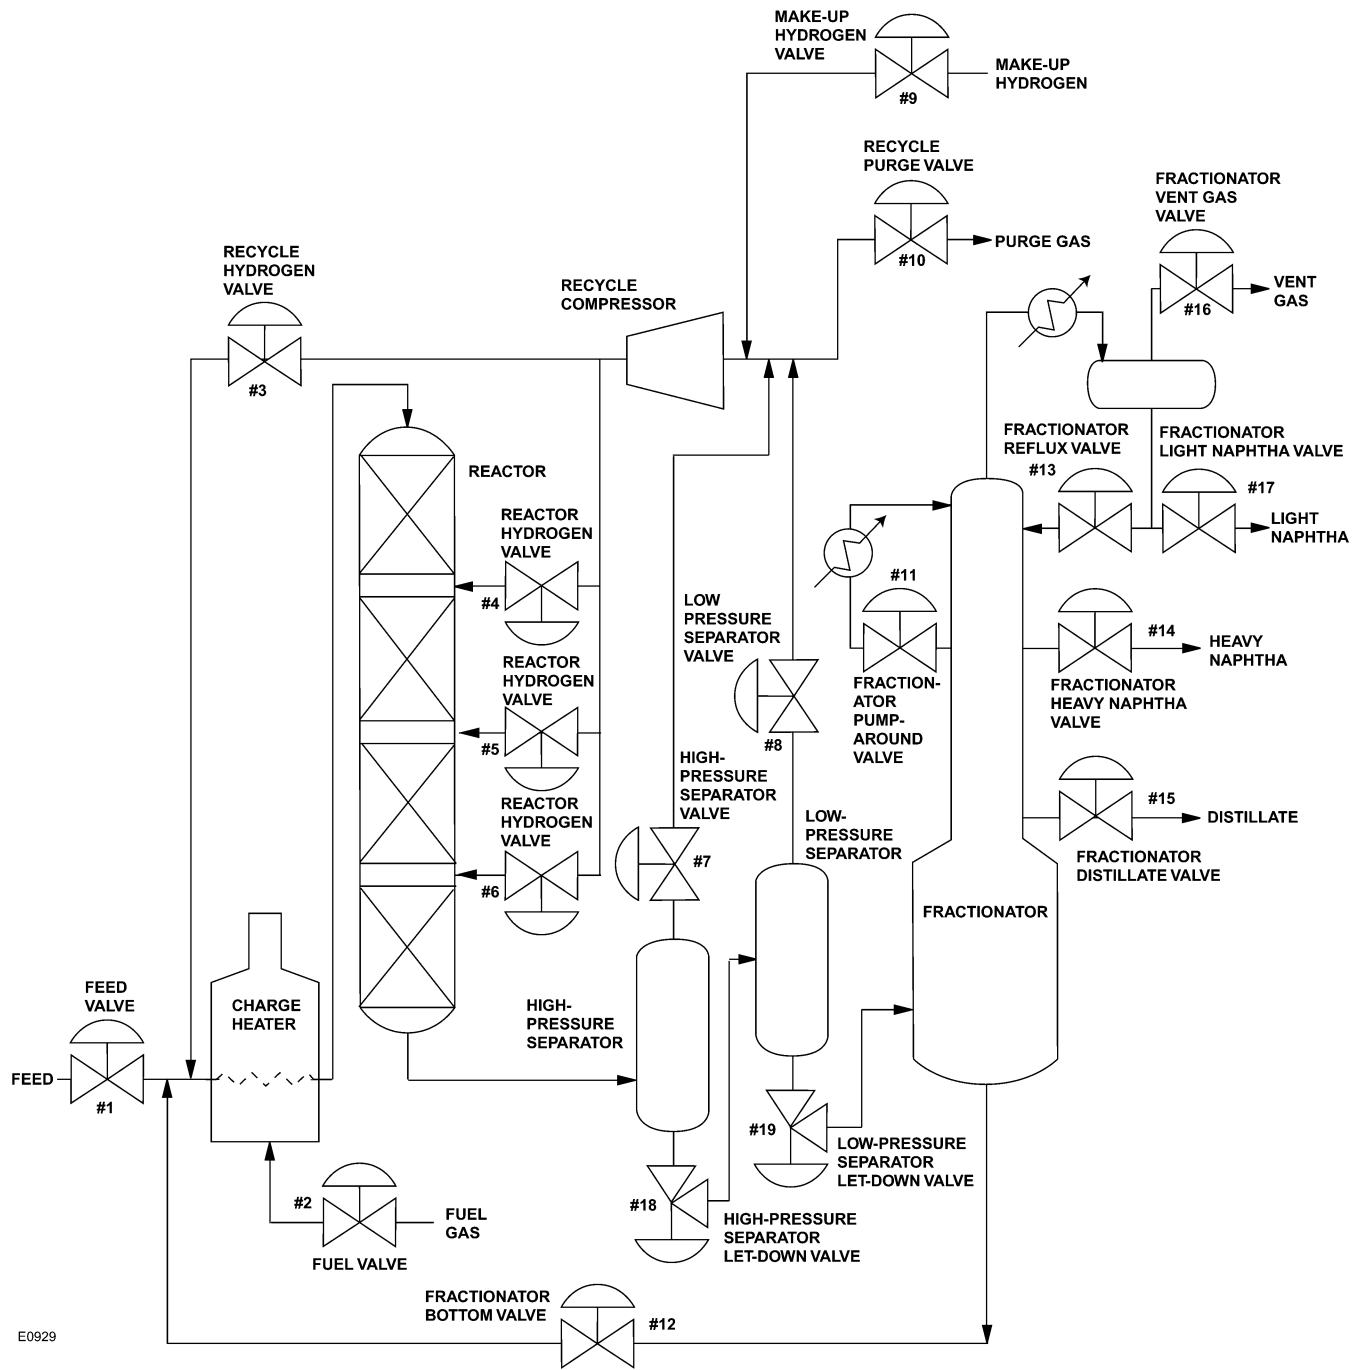 MAKE-UP
HYDROGEN
VALVE
MAKE-UP
HYDROGEN
#9
RECYCLE
PURGE VALVE
PURGE GAS
#10
FRACTIONATOR
VENT GAS
VALVE
VENT
GAS
#16
RECYCLE
HYDROGEN
VALVE
#3
RECYCLE
COMPRESSOR
FRACTIONATOR
REFLUX VALVE
#13
FRACTIONATOR
LIGHT NAPHTHA VALVE
#17
LIGHT
NAPHTHA
REACTOR
REACTOR
HYDROGEN
VALVE
#4
REACTOR
HYDROGEN
VALVE
#5
REACTOR
HYDROGEN
VALVE
#6
LOW
PRESSURE
SEPARATOR
VALVE
#8
HIGH-
PRESSURE
SEPARATOR
VALVE
#7
#11
FRACTION-
ATOR
PUMP-
AROUND
VALVE
#14
HEAVY
NAPHTHA
FRACTIONATOR
HEAVY NAPHTHA
VALVE
#15
DISTILLATE
FRACTIONATOR
DISTILLATE VALVE
LOW-
PRESSURE
SEPARATOR
FRACTIONATOR
FEED
VALVE
FEED
#1
CHARGE
HEATER
HIGH-
PRESSURE
SEPARATOR
#2
FUEL
GAS
FUEL VALVE
#18
HIGH-PRESSURE
SEPARATOR
LET-DOWN VALVE
#19
LOW-PRESSURE
SEPARATOR
LET-DOWN VALVE
FRACTIONATOR
BOTTOM VALVE
#12
E0929